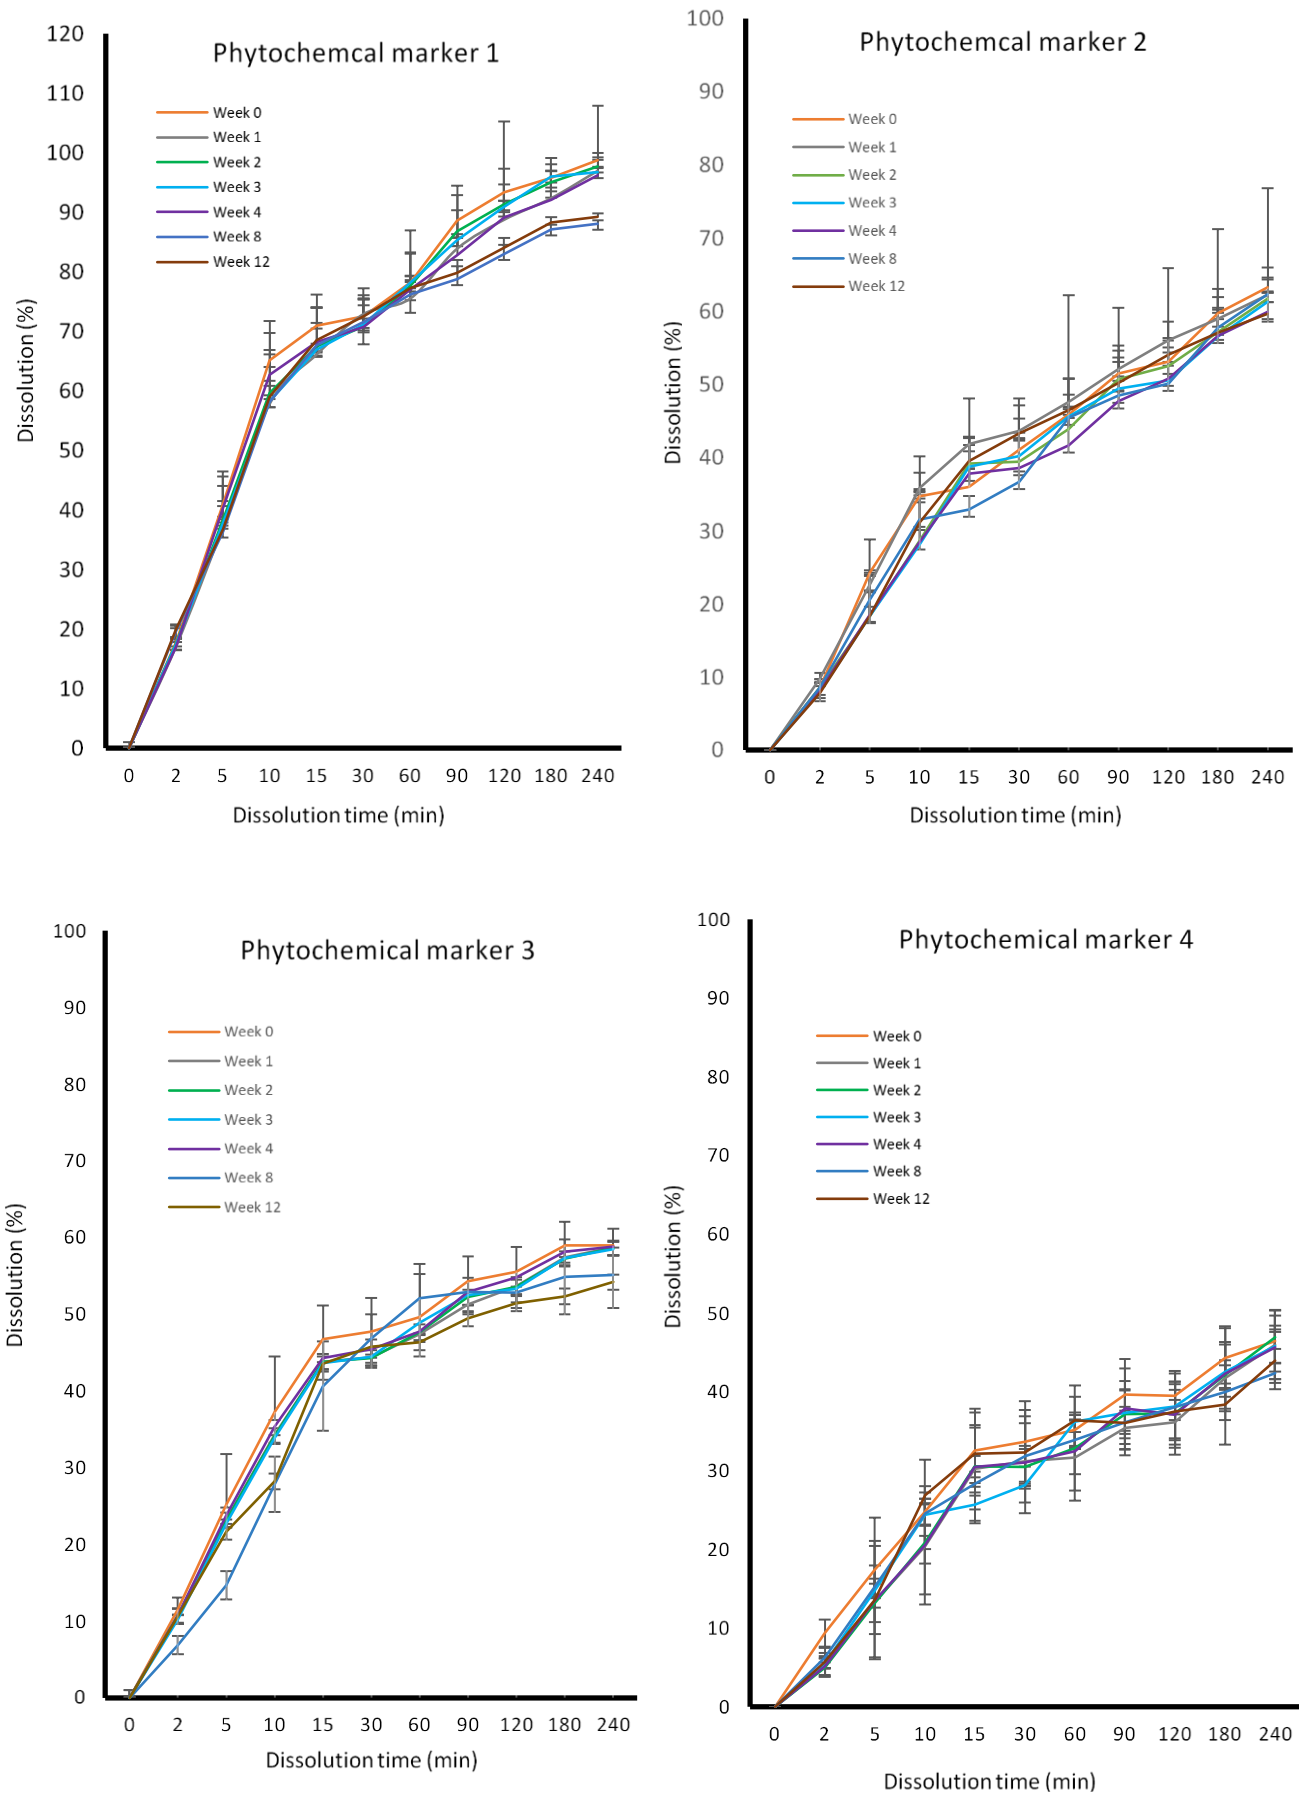 Phytochemcal marker 1
120
110
100
90
80
70
60
50
40
30
20
10
0
Week 0
Week 1
Week 2
Week 3
Week 4
Week 8
Week 12
Dissolution (%)
0 2 5 10 15 30 60 90 120 180 240
Dissolution time (min)
Phytochemcal marker 2
100
90
80
70
60
50
40
30
20
10
0
Week 0
Week 1
Week 2
Week 3
Week 4
Week 8
Week 12
Dissolution (%)
0 2 5 10 15 30 60 90 120 180 240
Dissolution time (min)
Phytochemical marker 3
100
90
80
70
60
50
40
30
20
10
0
Week 0
Week 1
Week 2
Week 3
Week 4
Week 8
Week 12
Dissolution (%)
0 2 5 10 15 30 60 90 120 180 240
Dissolution time (min)
Phytochemical marker 4
100
90
80
70
60
50
40
30
20
10
0
Week 0
Week 1
Week 2
Week 3
Week 4
Week 8
Week 12
Dissolution (%)
0 2 5 10 15 30 60 90 120 180 240
Dissolution time (min)